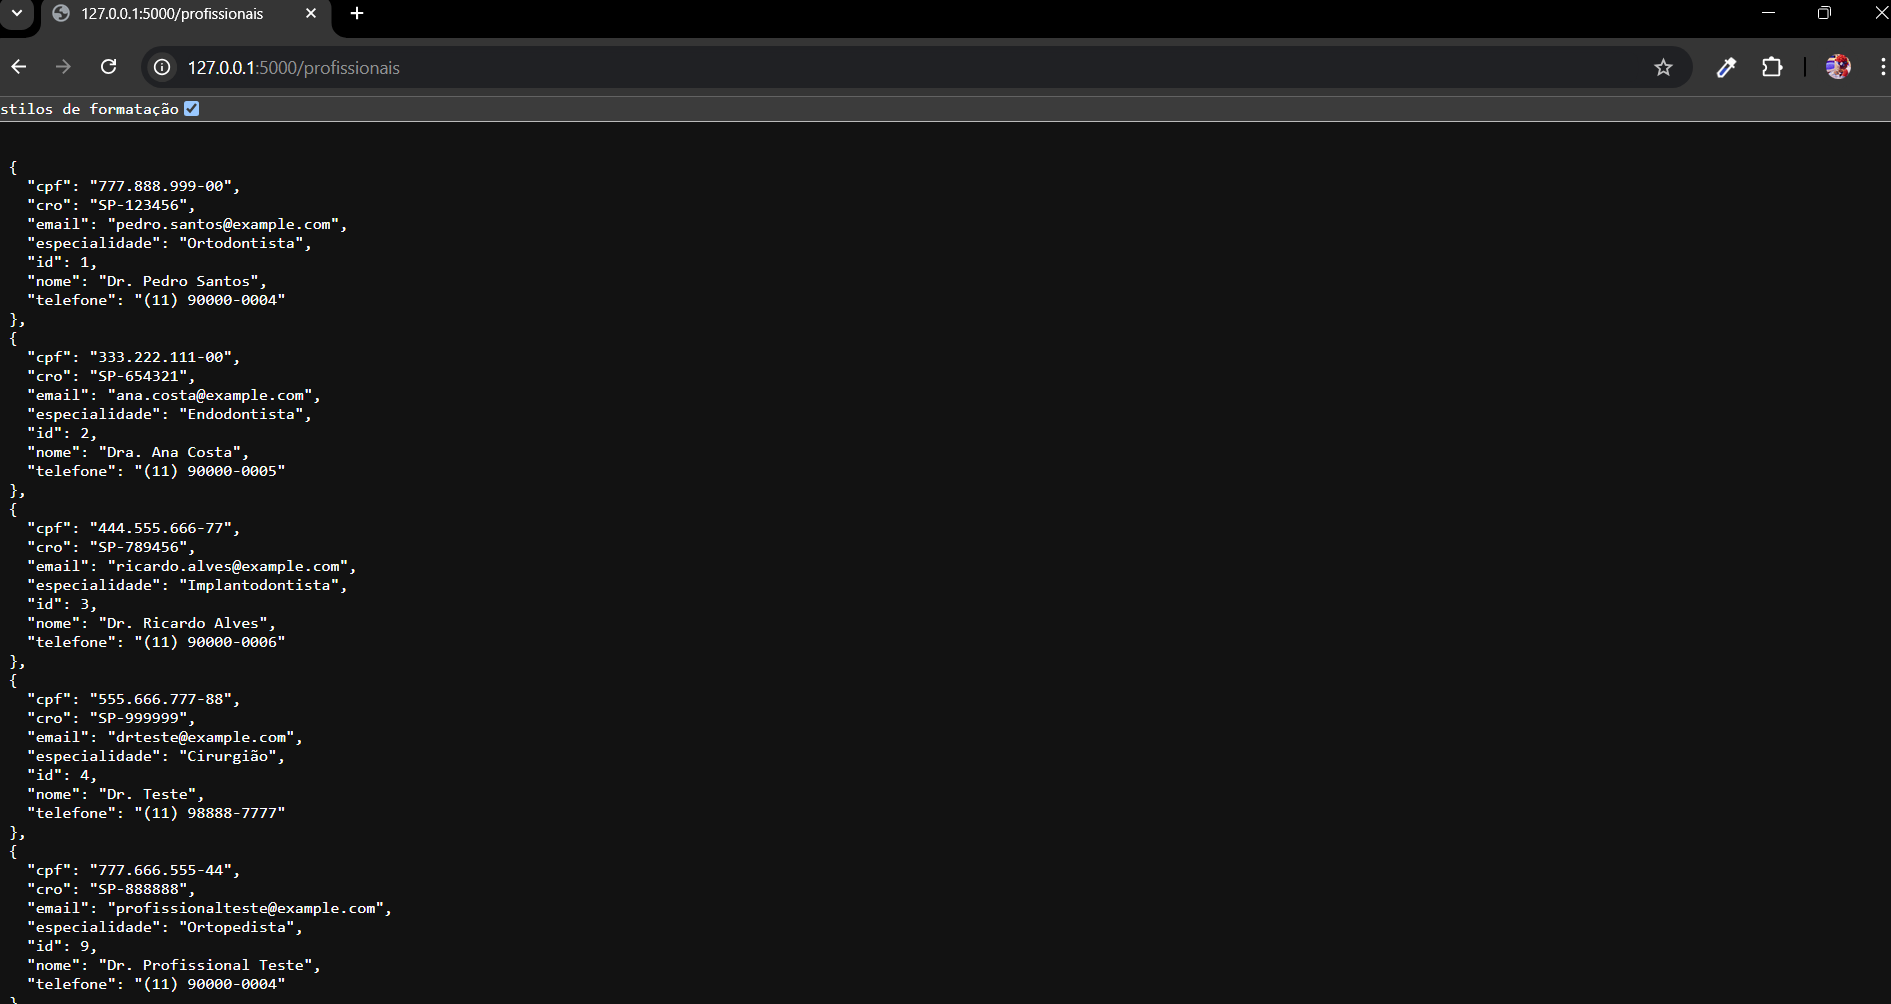 127.0.0.1:5000/profissionais
127.0.0.1:5000/profissionais
stilos de formatação
{
"cpf": "777.888.999-00",
"cro": "SP-123456",
"email": "pedro.santos@example.com",
"especialidade": "Ortodontista",
"id": 1,
"nome": "Dr. Pedro Santos",
"telefone": "(11) 90000-0004"
},
{
"cpf": "333.222.111-00",
"cro": "SP-654321",
"email": "ana.costa@example.com",
"especialidade": "Endodontista",
"id": 2,
"nome": "Dra. Ana Costa",
"telefone": "(11) 90000-0005"
},
{
"cpf": "444.555.666-77",
"cro": "SP-789456",
"email": "ricardo.alves@example.com",
"especialidade": "Implantodontista",
"id": 3,
"nome": "Dr. Ricardo Alves",
"telefone": "(11) 90000-0006"
},
{
"cpf": "555.666.777-88",
"cro": "SP-999999",
"email": "drteste@example.com",
"especialidade": "Cirurgião",
"id": 4,
"nome": "Dr. Teste",
"telefone": "(11) 98888-7777"
},
{
"cpf": "777.666.555-44",
"cro": "SP-888888",
"email": "profissionalteste@example.com",
"especialidade": "Ortopedista",
"id": 9,
"nome": "Dr. Profissional Teste",
"telefone": "(11) 90000-0004"
}